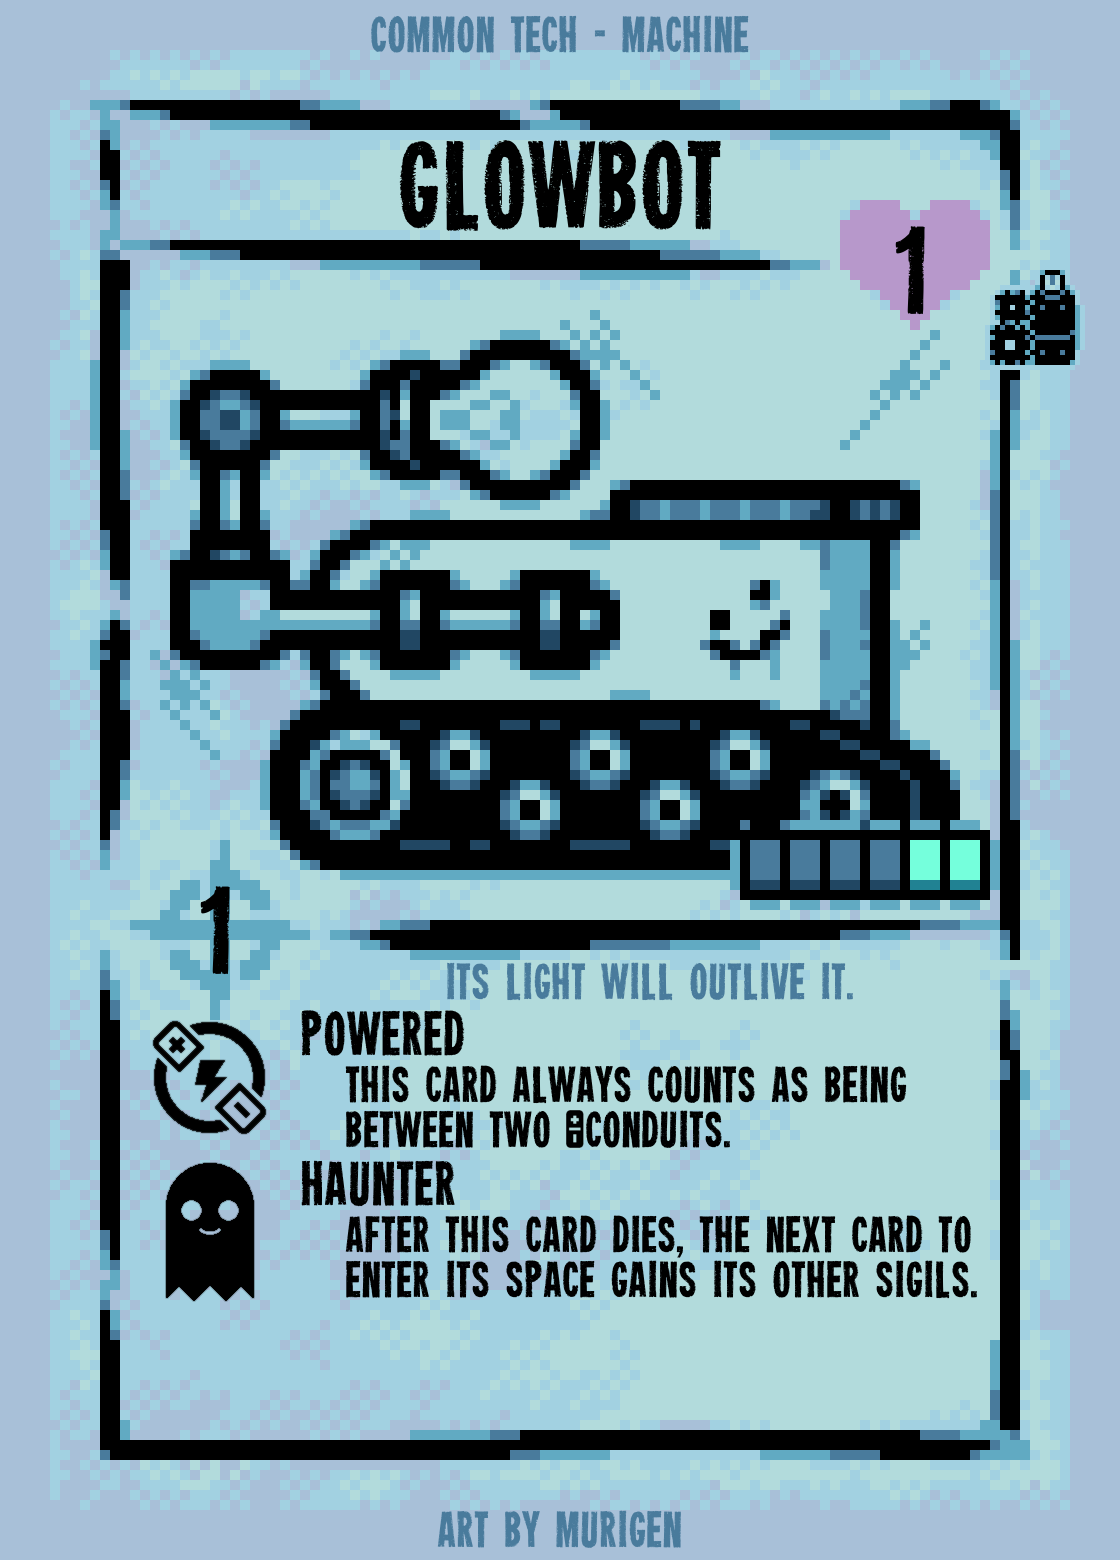 COMMON TECH - MACHINE
GLOWBOT
1
1
ITS LIGHT WILL OUTLIVE IT.
POWERED
THIS CARD ALWAYS COUNTS AS BEING
BETWEEN TWO CONDUITS.
HAUNTER
AFTER THIS CARD DIES, THE NEXT CARD TO
ENTER ITS SPACE GAINS ITS OTHER SIGILS.
ART BY MURIGEN